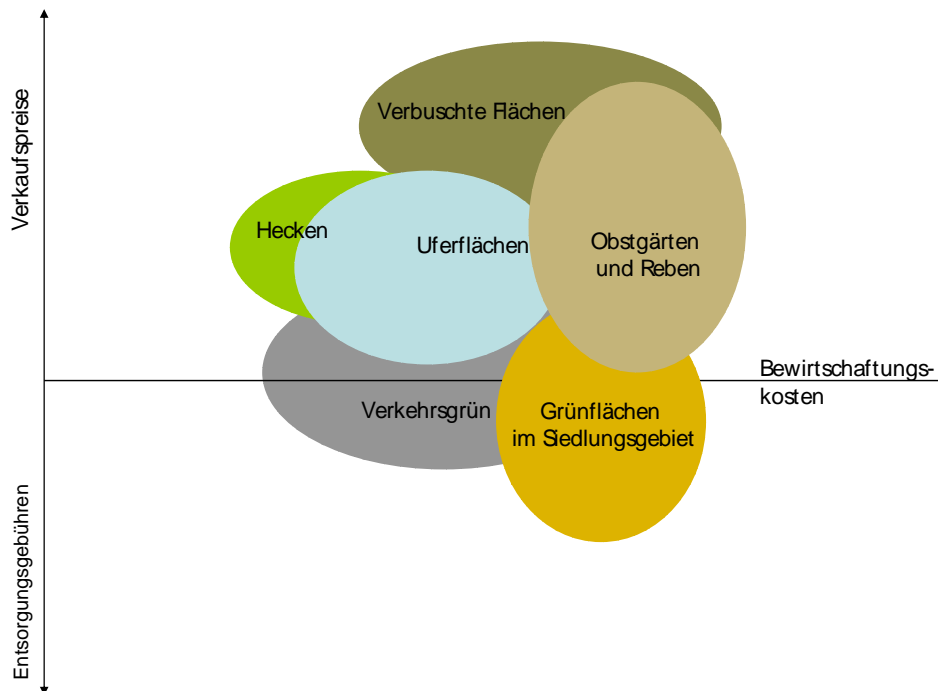 Verkaufspreise
Verbuschte Flächen
Hecken
Uferflächen
Obstgärten
und Reben
Bewirtschaftungs-
kosten
Verkehrsgrün
Grünflächen
im Siedlungsgebiet
Entsorgungsgebühren